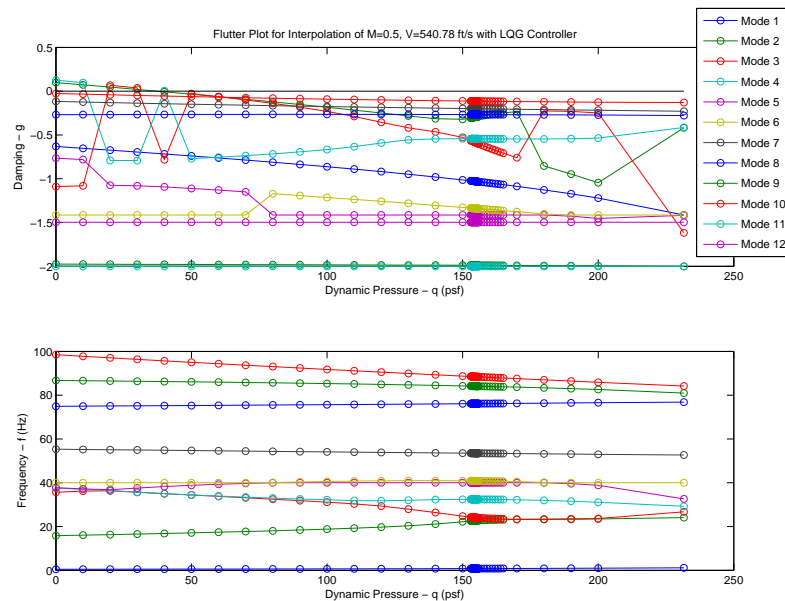 Flutter Plot for Interpolation of M=0.5, V=540.78 ft/s with LQG Controller
Damping − g
0.5
0
−0.5
−1
−1.5
−2
0
50
100
150
200
250
Dynamic Pressure − q (psf)
Mode 1
Mode 2
Mode 3
Mode 4
Mode 5
Mode 6
Mode 7
Mode 8
Mode 9
Mode 10
Mode 11
Mode 12
Frequency − f (Hz)
100
80
60
40
20
0
0
50
100
150
200
250
Dynamic Pressure − q (psf)